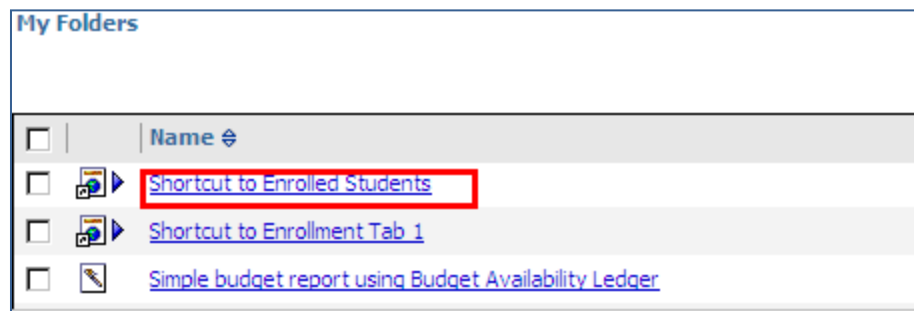 My Folders
Name
Shortcut to Enrolled Students
Shortcut to Enrollment Tab 1
Simple budget report using Budget Availability Ledger